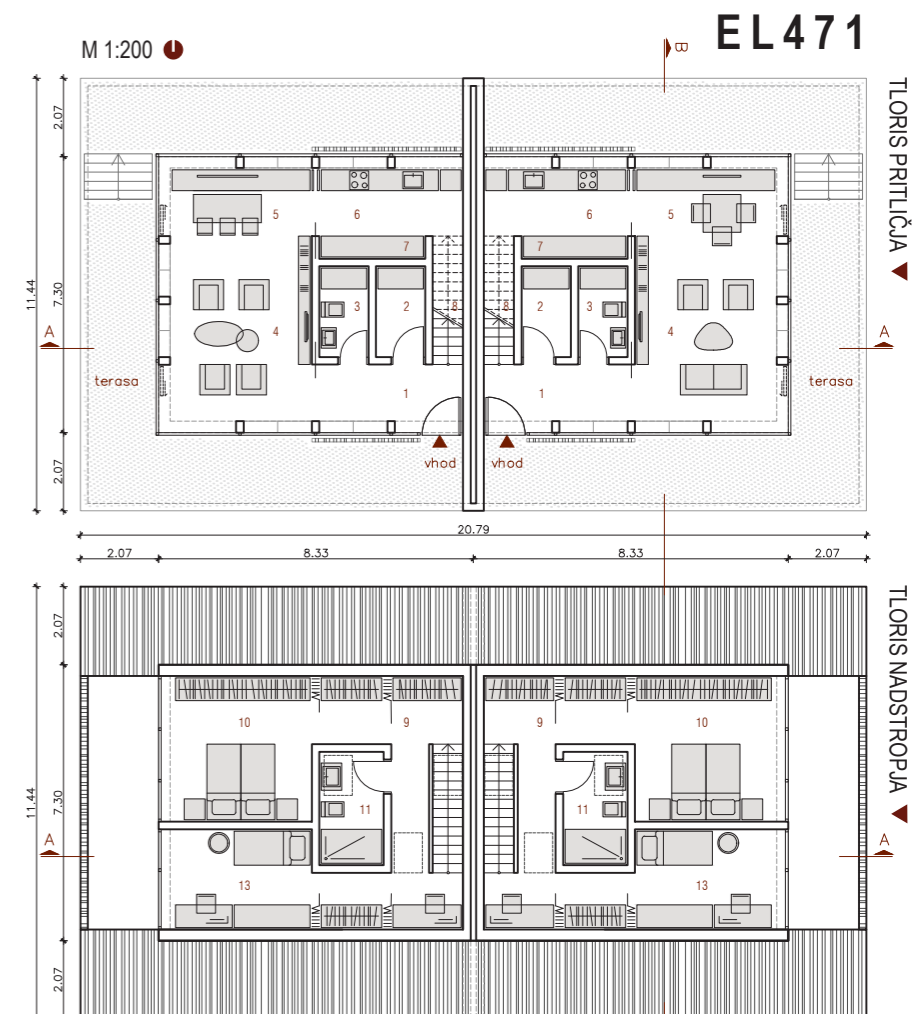 EL471
M 1:200
B
TLORIS PRITLIČJA
2.07
11.44
7.30
2.07
5
6
6
5
7
7
3
2
8
8
2
3
4
4
A
A
terasa
terasa
1
1
vhod
vhod
20.79
2.07
8.33
8.33
2.07
TLORIS NADSTROPJA
2.07
11.44
7.30
2.07
10
9
9
10
11
11
A
A
13
13